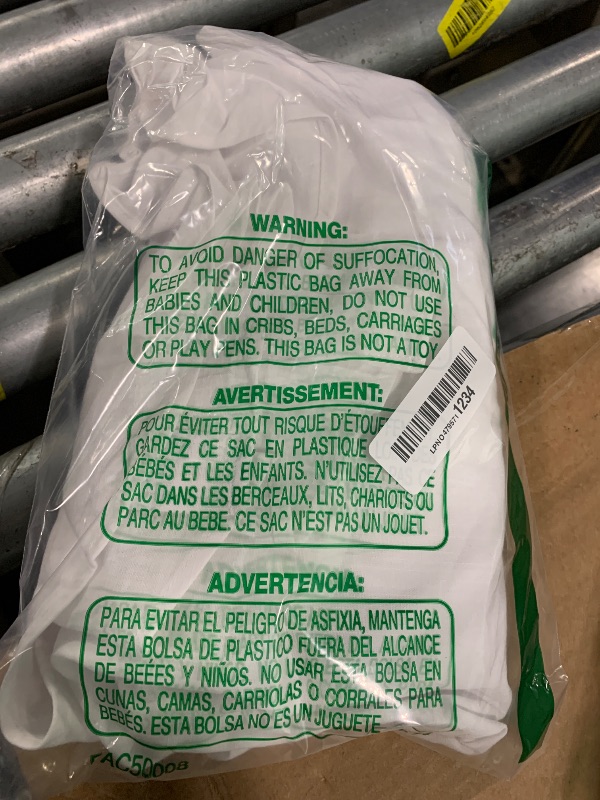 WARNING:
TO AVOID DANGER OF SUFFOCATION,
KEEP THIS PLASTIC BAG AWAY FROM
BABIES AND CHILDREN, DO NOT USE
THIS BAG IN CRIBS, BEDS, CARRIAGES
OR PLAY PENS. THIS BAG IS NOT A TOY
AVERTISSEMENT:
POUR ÉVITER TOUT RISQUE D'ÉTOUF
GARDEZ CE SAC EN PLASTIQUE
BÉBÉS ET LES ENFANTS. N'UTILISEZ PAS CE
SAC DANS LES BERCEAUX, LITS, CHARIOTS OU
PARC AU BEBE. CE SAC N'EST PAS UN JOUET.
LPNO479571 1234
ADVERTENCIA:
PARA EVITAR EL PELIGRO DE ASFIXIA, MANTENGA
ESTA BOLSA DE PLASTICO FUERA DEL ALCANCE
DE BEÉES Y NIÑOS. NO USAR ESTA BOLSA EN
CUNAS, CAMAS, CARRIOLAS O CORRALES PARA
BEBÉS. ESTA BOLSA NO ES UN JUGUETE
TAC50008